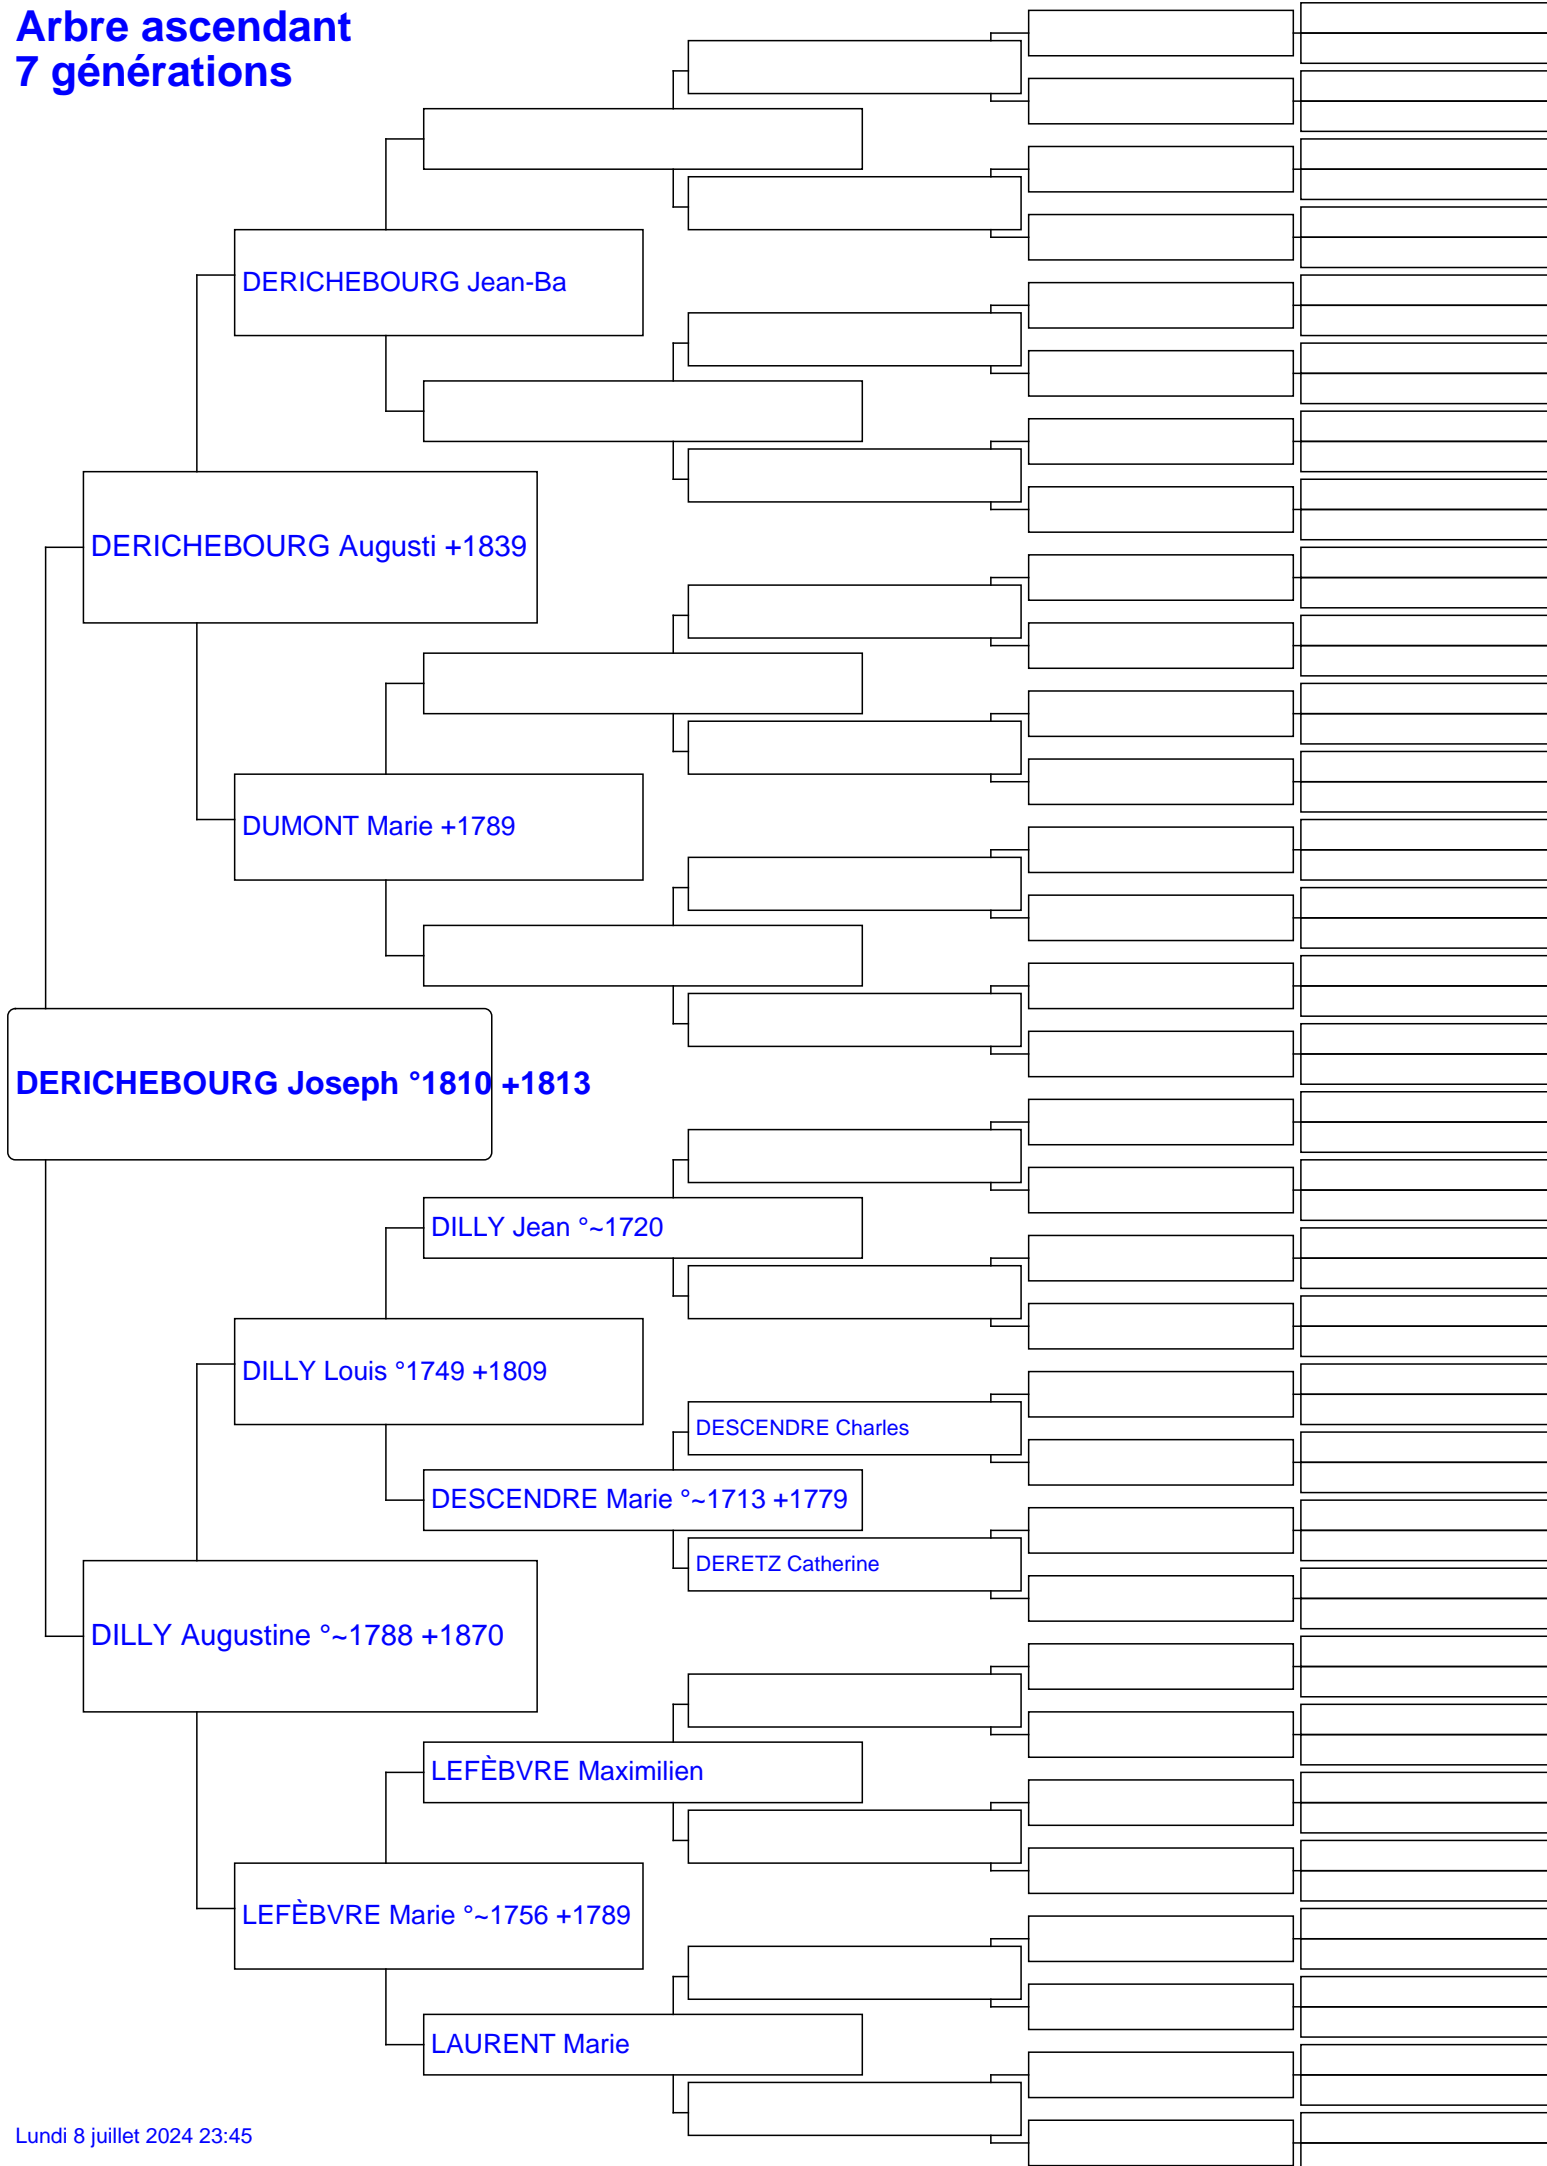 Arbre ascendant
7 générations
DERICHEBOURG Jean-Ba
DERICHEBOURG Augusti +1839
DUMONT Marie +1789
DERICHEBOURG Joseph °1810 +1813
DILLY Jean °~1720
DILLY Louis °1749 +1809
DESCENDRE Charles
DESCENDRE Marie °~1713 +1779
DERETZ Catherine
DILLY Augustine °~1788 +1870
LEFÈBVRE Maximilien
LEFÈBVRE Marie °~1756 +1789
LAURENT Marie
Lundi 8 juillet 2024 23:45